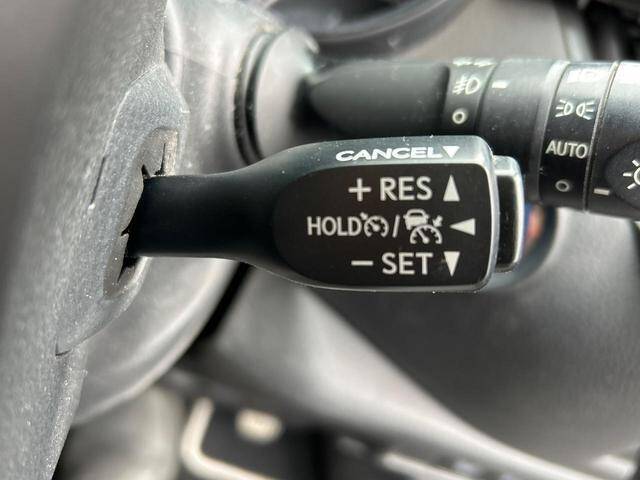 CANCEL▼
+ RES ▲
HOLD / ◀
− SET ▼
AUTO